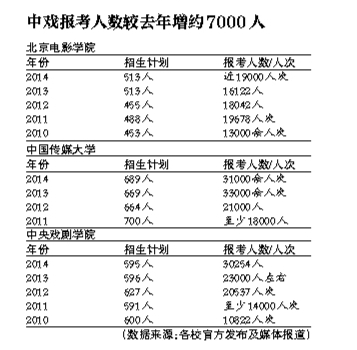 中戏报考人数较去年增约7000人
北京电影学院
年份 招生计划 报考人数/人次
2014 513人 近19000人次
2013 513人 16122人
2012 455人 18042人
2011 488人 19678人次
2010 453人 13000余人次
中国传媒大学
年份 招生计划 报考人数/人次
2014 689人 31000余人次
2013 669人 33000余人次
2012 664人 21000人
2011 700人 至少18000人
中央戏剧学院
年份 招生计划 报考人数/人次
2014 595人 30254人
2013 596人 23000人左右
2012 627人 20537人次
2011 591人 至少14000人次
2010 600人 10822人次
(数据来源:各校官方发布及媒体报道)